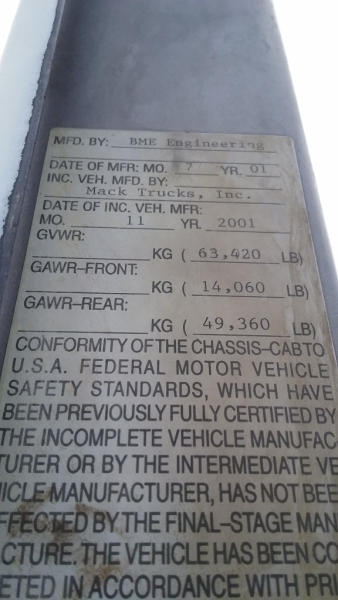 MFD. BY: BME Engineering
DATE OF MFR: MO. 7 YR. 01
INC. VEH. MFD. BY:
Mack Trucks, Inc.
DATE OF INC. VEH. MFR:
MO. 11 YR. 2001
GVWR:
KG ( 63,420 LB)
GAWR-FRONT:
KG ( 14,060 LB)
GAWR-REAR:
KG ( 49,360 LB)
CONFORMITY OF THE CHASSIS-CAB TO
U.S.A. FEDERAL MOTOR VEHICLE
SAFETY STANDARDS, WHICH HAVE
BEEN PREVIOUSLY FULLY CERTIFIED BY
THE INCOMPLETE VEHICLE MANUFAC-
TURER OR BY THE INTERMEDIATE VE
HICLE MANUFACTURER, HAS NOT BEE
FFECTED BY THE FINAL-STAGE MAN
CTURE. THE VEHICLE HAS BEEN CO
ETED IN ACCORDANCE WITH PRI